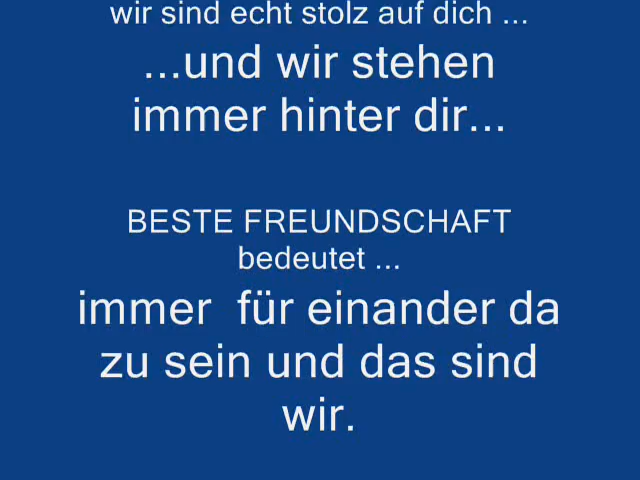 wir sind echt stolz auf dich ...
...und wir stehen
immer hinter dir...
BESTE FREUNDSCHAFT
bedeutet ...
immer  für einander da
zu sein und das sind
wir.